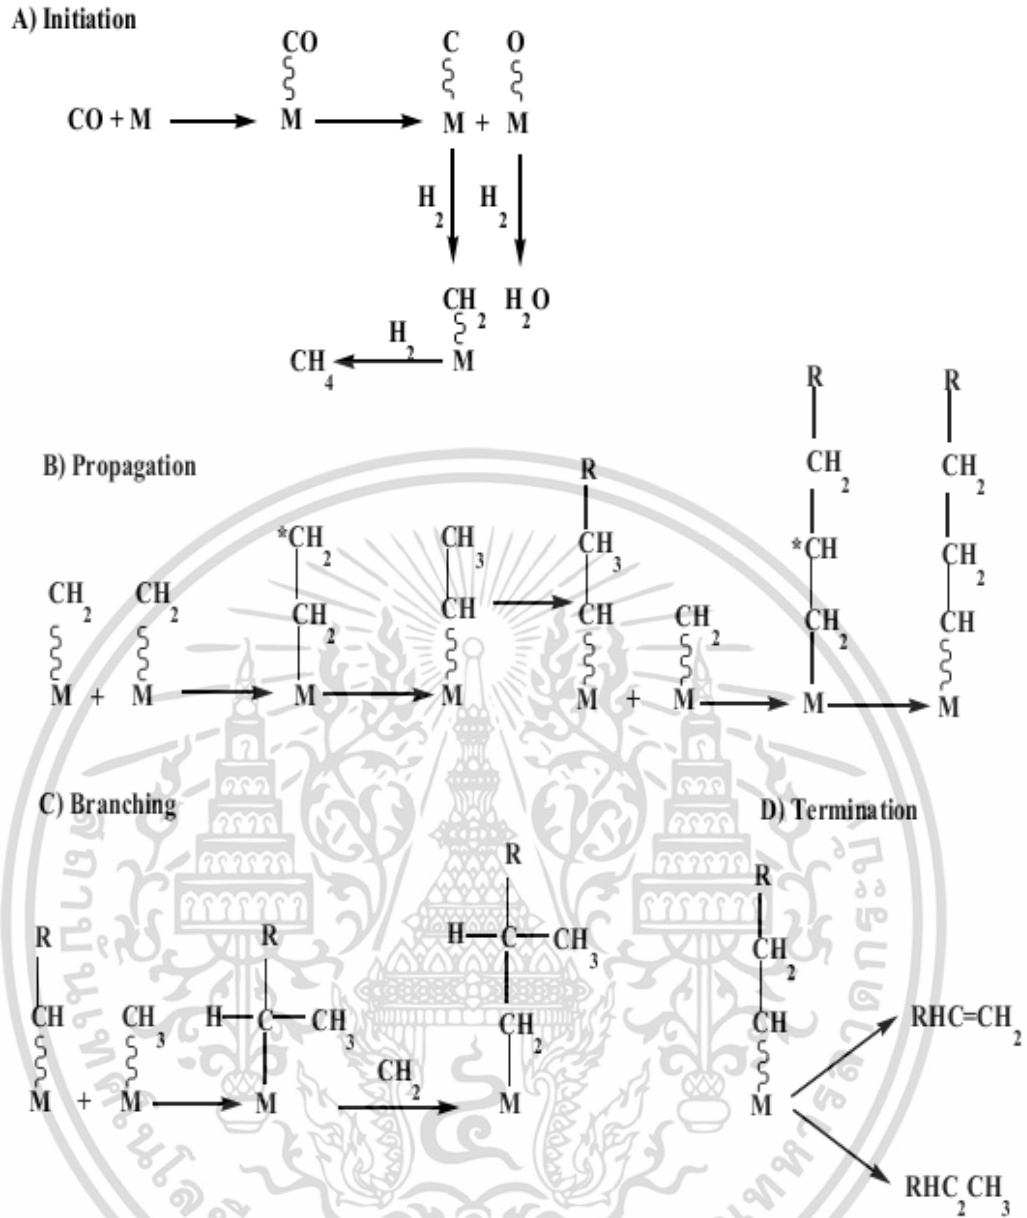 A) Initiation
CO C O
CO + M M M + M
H2 H2
CH2 H2O
H2
CH4 M
R R
CH2 CH2
B) Propagation
R
*CH2 CH3 CH3 *CH CH2
CH2 CH2 CH2 CH CH CH2 CH2 CH
M + M M M M + M M M
C) Branching
D) Termination
R
R
H C CH3
R R CH2
CH CH3 H C CH3 CH2 CH RHC=CH2
CH2
M + M M M M
RHC2CH3